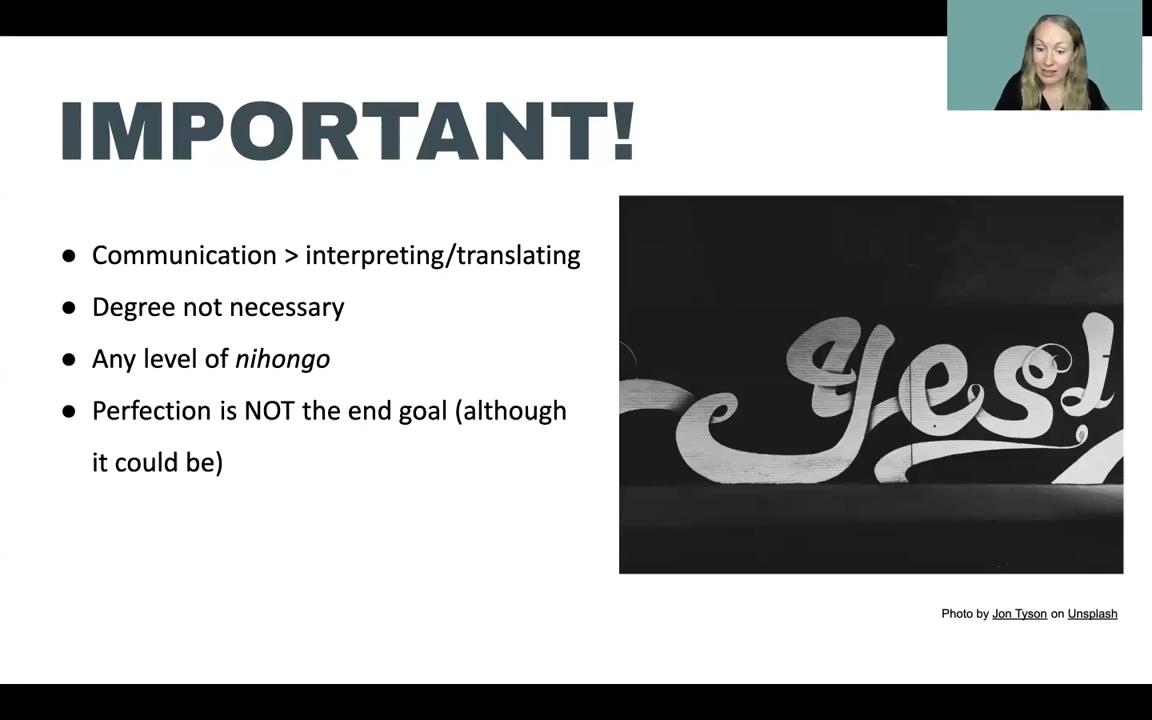 IMPORTANT!
● Communication > interpreting/translating
● Degree not necessary
● Any level of nihongo
● Perfection is NOT the end goal (although
it could be)
yes!
Photo by Jon Tyson on Unsplash